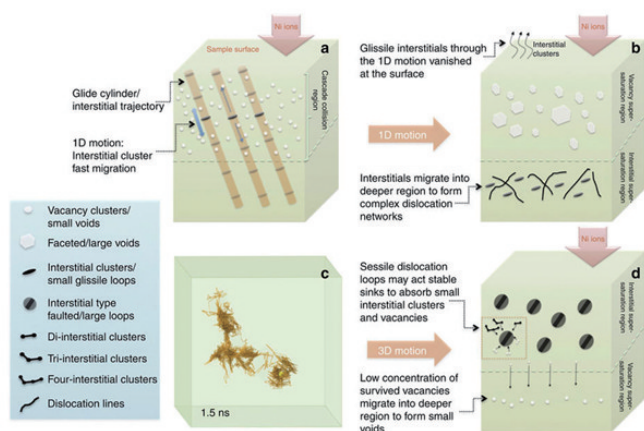 Ni ions
Sample surface
a
Glide cylinder/
interstitial trajectory
1D motion:
Interstitial cluster
fast migration
Cascade collision
region
Ni ions
b
Glissile interstitials through
the 1D motion vanished
at the surface
Interstitial
clusters
Vacancy super-
saturation region
1D motion
Interstitials migrate into
deeper region to form
complex dislocation
networks
Interstitial super-
saturation region
Vacancy clusters/
small voids
Faceted/large voids
Interstitial clusters/
small glissile loops
Interstitial type
faulted/large loops
Di-interstitial clusters
Tri-interstitial clusters
Four-interstitial clusters
Dislocation lines
c
1.5 ns
Ni ions
d
Sessile dislocation
loops may act stable
sinks to absorb small
interstitial clusters
and vacancies
Interstitial super-
saturation region
3D motion
Low concentration of
survived vacancies
migrate into deeper
region to form small
voids
Vacancy super-
saturation region